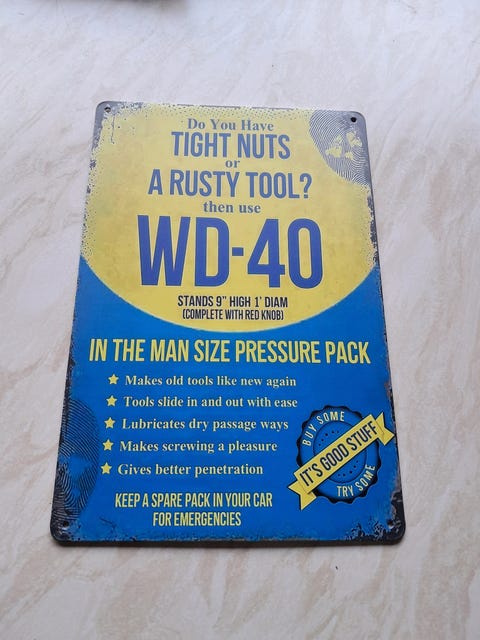 Do You Have
TIGHT NUTS
or
A RUSTY TOOL?
then use
WD-40
STANDS 9" HIGH 1' DIAM
(COMPLETE WITH RED KNOB)
IN THE MAN SIZE PRESSURE PACK
Makes old tools like new again
Tools slide in and out with ease
Lubricates dry passage ways
Makes screwing a pleasure
Gives better penetration
BUY SOME
IT'S GOOD STUFF
TRY SOME
KEEP A SPARE PACK IN YOUR CAR
FOR EMERGENCIES